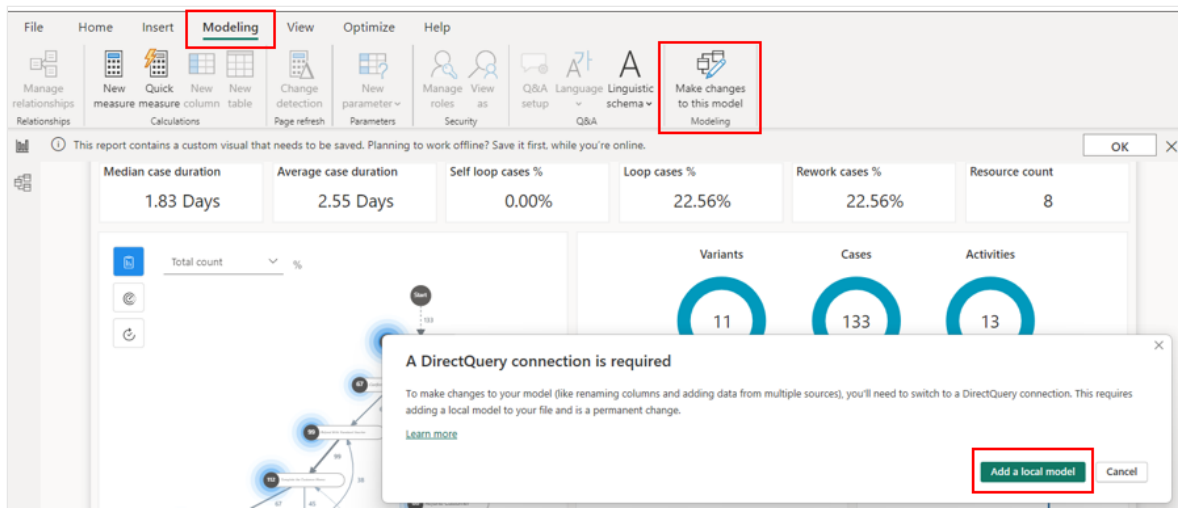 File Home Insert Modeling View Optimize Help
Manage relationships
New measure
Quick measure
New column
New table
Change detection
New parameter
Manage roles
View as
Q&A setup
Language
Linguistic schema
Make changes to this model
Relationships Calculations Page refresh Parameters Security Q&A Modeling
This report contains a custom visual that needs to be saved. Planning to work offline? Save it first, while you're online.
OK
Median case duration
1.83 Days
Average case duration
2.55 Days
Self loop cases %
0.00%
Loop cases %
22.56%
Rework cases %
22.56%
Resource count
8
Total count
%
Start
133
67
99
99
112
38
67
45
Variants
11
Cases
133
Activities
13
A DirectQuery connection is required
To make changes to your model (like renaming columns and adding data from multiple sources), you'll need to switch to a DirectQuery connection. This requires
adding a local model to your file and is a permanent change.
Learn more
Add a local model
Cancel